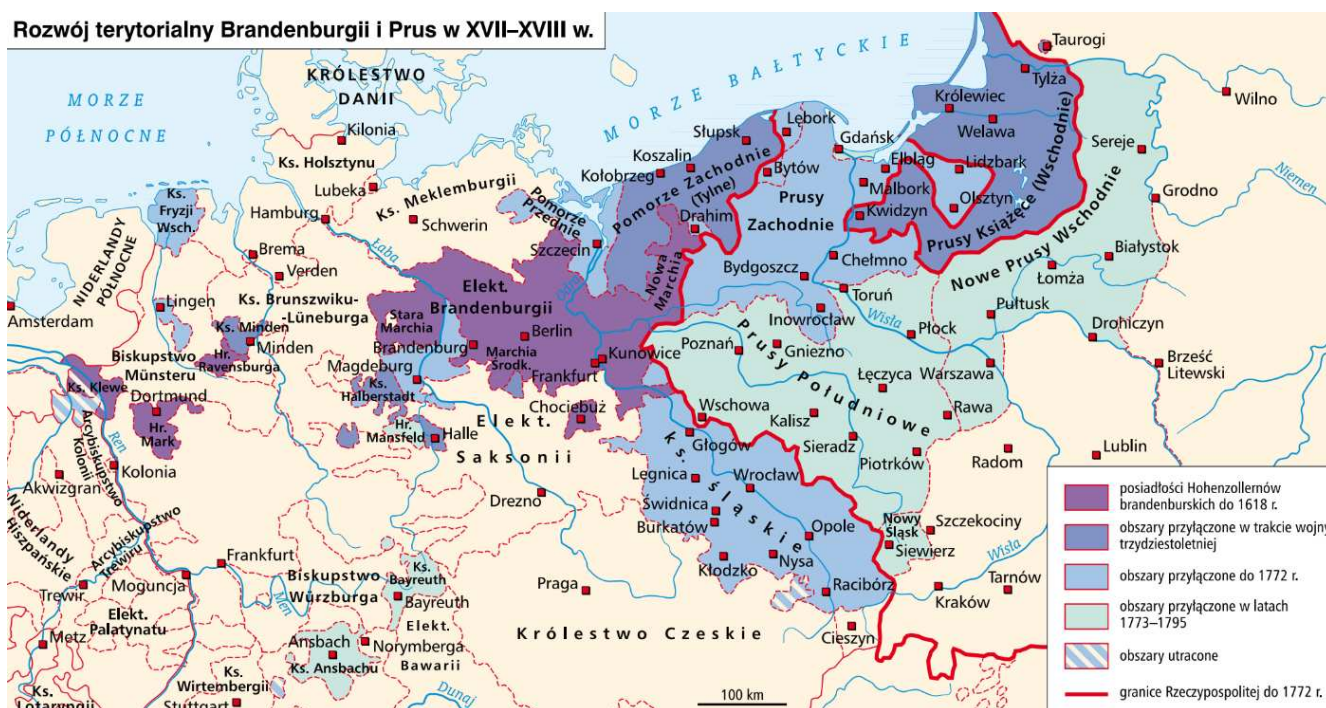 Rozwój terytorialny Brandenburgii i Prus w XVII–XVIII w.
MORZE
PÓŁNOCNE
KRÓLESTWO
DANII
MORZE BAŁTYCKIE
Kilonia
Ks. Holsztynu
Lubeka
Ks. Meklemburgii
Hamburg
Schwerin
Łaba
Ks.
Fryzji
Wsch.
Brema
Verden
NIDERLANDY
PÓŁNOCNE
Amsterdam
Lingen
Ks. Brunszwiku-
-Lüneburga
Ks. Minden
Minden
Hr.
Ravensburga
Biskupstwo
Münsteru
Ks. Klewe
Dortmund
Hr.
Mark
Ren
Arcybiskupstwo
Kolonii
Kolonia
Akwizgran
Niderlandy
Hiszpańskie
Arcybiskupstwo
Trewiru
Trewir
Moguncja
Frankfurt
Men
Elekt.
Palatynatu
Metz
Ks.
Lotaryngii
Ks.
Wirtembergii
Stuttgart
Biskupstwo
Würzburga
Ks.
Bayreuth
Bayreuth
Ansbach
Ks. Ansbachu
Norymberga
Elekt.
Bawarii
Dunaj
Stara
Marchia
Elekt.
Brandenburgii
Berlin
Brandenburg
Marchia
Środk.
Magdeburg
Ks.
Halberstadt
Hr.
Mansfeld
Halle
Frankfurt
Kunowice
Chociebuż
Elekt.
Saksonii
Drezno
Praga
Królestwo Czeskie
Pomorze
Przednie
Szczecin
Odra
Nowa
Marchia
Pomorze Zachodnie
(Tylne)
Kołobrzeg
Koszalin
Słupsk
Drahim
Lębork
Bytów
Gdańsk
Elbląg
Malbork
Kwidzyn
Prusy
Zachodnie
Chełmno
Bydgoszcz
Toruń
Inowrocław
Wisła
Królewiec
Welawa
Tylża
Taurogi
Lidzbark
Olsztyn
Prusy Książęce (Wschodnie)
Nowe Prusy Wschodnie
Sereje
Wilno
Niemen
Grodno
Białystok
Łomża
Pułtusk
Płock
Drohiczyn
Brześć
Litewski
Warszawa
Prusy Południowe
Poznań
Gniezno
Łęczyca
Rawa
Wschowa
Kalisz
Sieradz
Piotrków
Radom
Lublin
Głogów
Legnica
Wrocław
Świdnica
Burkatów
ks. śląskie
Opole
Kłodzko
Nysa
Racibórz
Cieszyn
Nowy
Śląsk
Siewierz
Szczekociny
Wisła
Kraków
Tarnów
100 km
posiadłości Hohenzollernów
brandenburskich do 1618 r.
obszary przyłączone w trakcie wojny
trzydziestoletniej
obszary przyłączone do 1772 r.
obszary przyłączone w latach
1773–1795
obszary utracone
granice Rzeczypospolitej do 1772 r.